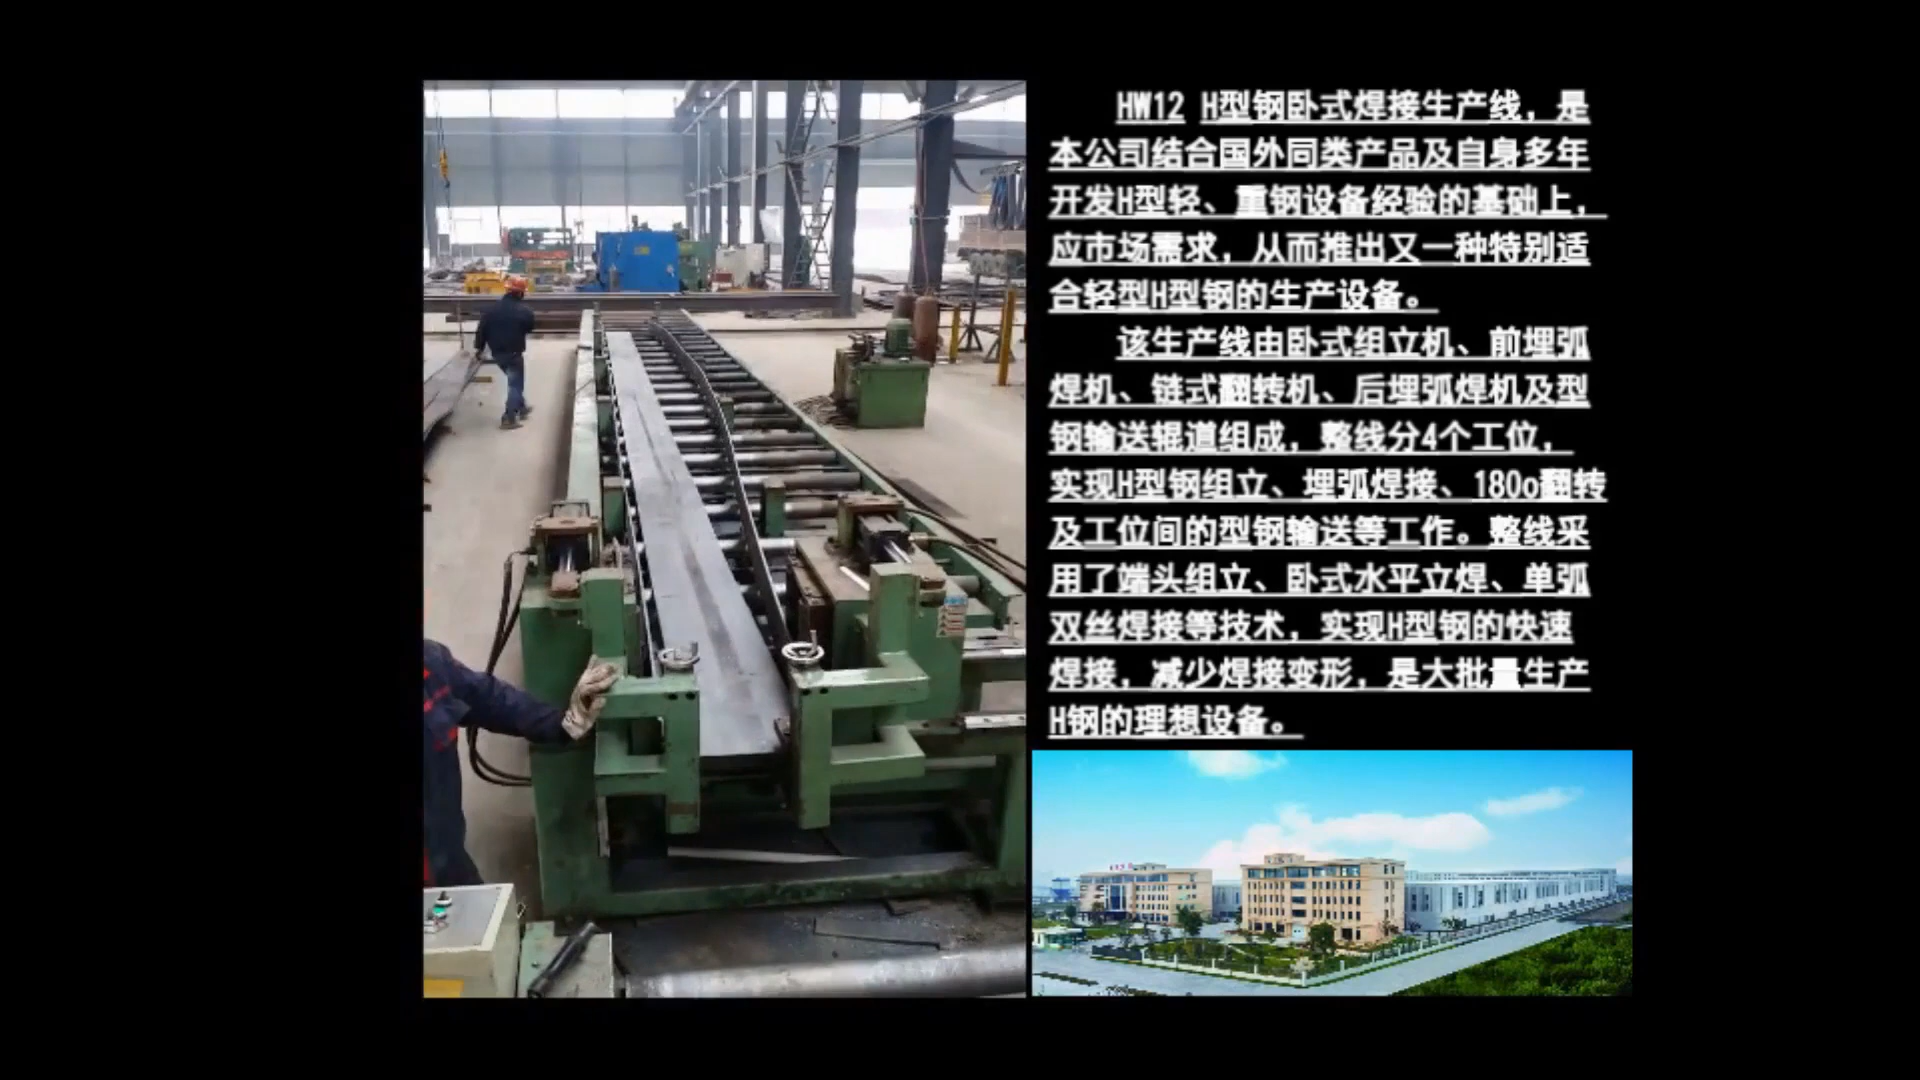 HW12 H型钢卧式焊接生产线，是
本公司结合国外同类产品及自身多年
开发H型轻、重钢设备经验的基础上，
应市场需求，从而推出又一种特别适
合轻型H型钢的生产设备。
该生产线由卧式组立机、前埋弧
焊机、链式翻转机、后埋弧焊机及型
钢输送辊道组成，整线分4个工位，
实现H型钢组立、埋弧焊接、180o翻转
及工位间的型钢输送等工作。整线采
用了端头组立、卧式水平立焊、单弧
双丝焊接等技术，实现H型钢的快速
焊接，减少焊接变形，是大批量生产
H钢的理想设备。